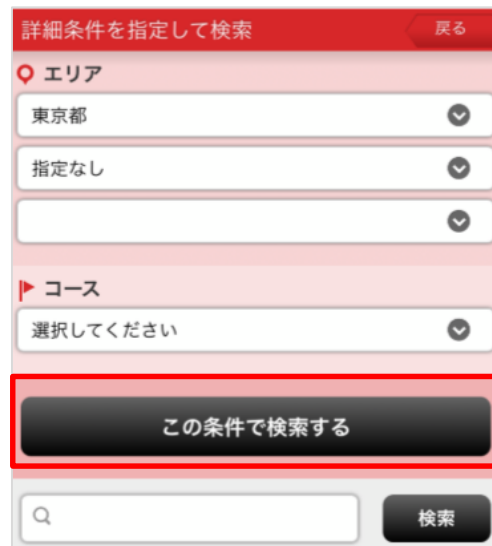 詳細条件を指定して検索
戻る
エリア
東京都
指定なし
コース
選択してください
この条件で検索する
検索